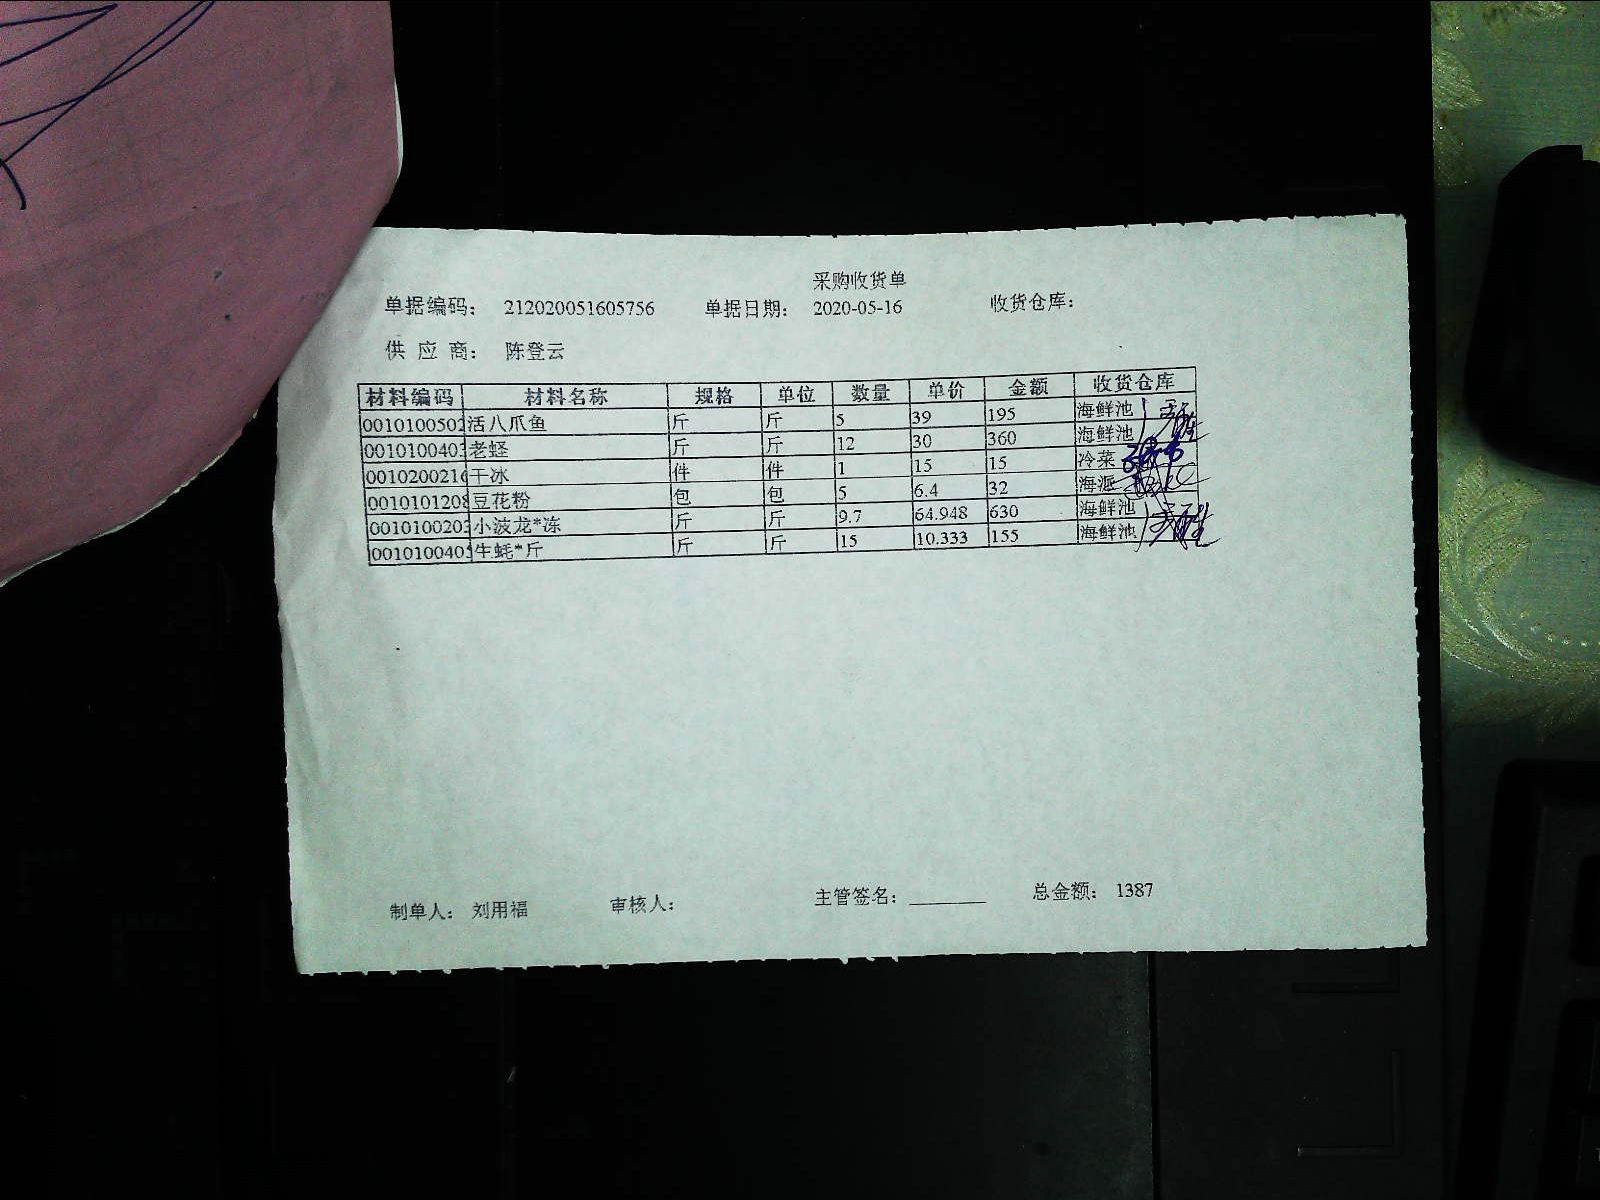 采购收货单
单据编码： 212020051605756 单据日期： 2020-05-16 收货仓库：
供 应 商： 陈登云
材料编码 材料名称 规格 单位 数量 单价 金额 收货仓库
0010100502 活八爪鱼 斤 斤 5 39 195 海鲜池
0010100403 老蛏 斤 斤 12 30 360 海鲜池
0010200216 干冰 件 件 1 15 15 冷菜
0010101208 豆花粉 包 包 5 6.4 32 海派
0010100203 小波龙*冻 斤 斤 9.7 64.948 630 海鲜池
0010100405 生蚝*斤 斤 斤 15 10.333 155 海鲜池
制单人： 刘用福 审核人： 主管签名： 总金额： 1387